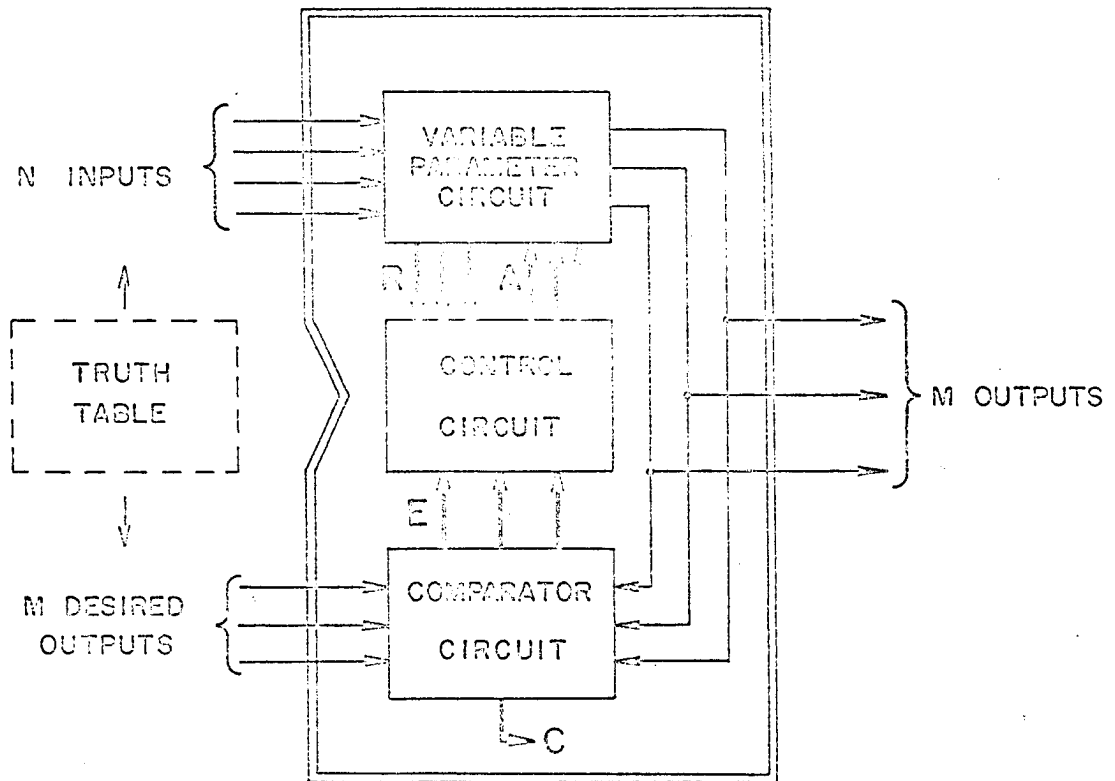 VARIABLE
PARAMETER
CIRCUIT
N INPUTS
R
A
TRUTH
TABLE
CONTROL
CIRCUIT
M OUTPUTS
E
M DESIRED
OUTPUTS
COMPARATOR
CIRCUIT
C